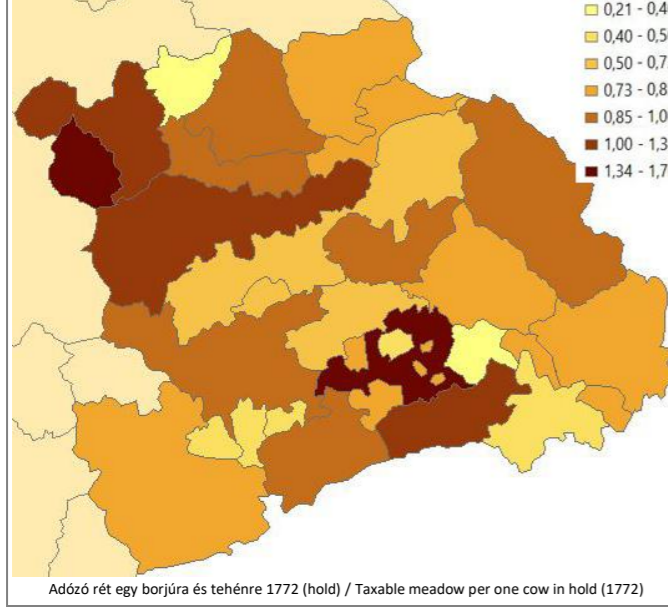 0,21 - 0,4
0,40 - 0,5
0,50 - 0,7
0,73 - 0,8
0,85 - 1,0
1,00 - 1,3
1,34 - 1,7
Adózó rét egy borjúra és tehénre 1772 (hold) / Taxable meadow per one cow in hold (1772)